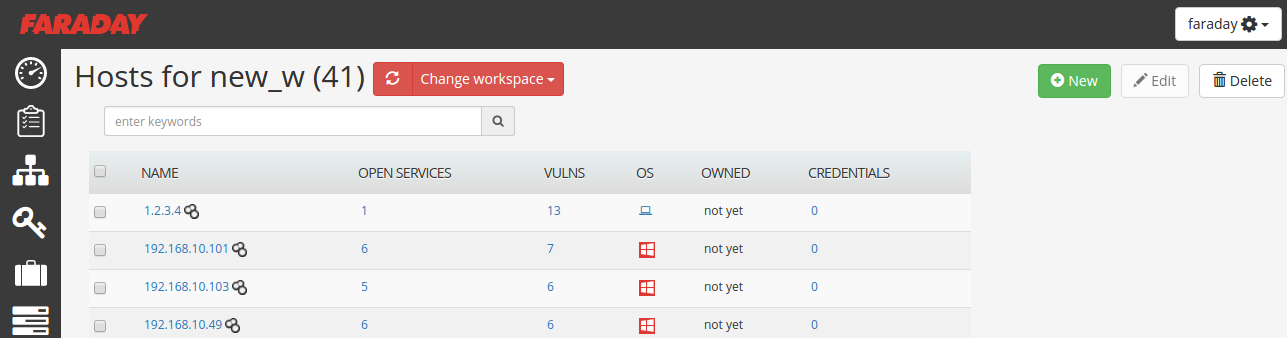 FARADAY
faraday
Hosts for new_w (41) Change workspace
New Edit Delete
enter keywords
NAME OPEN SERVICES VULNS OS OWNED CREDENTIALS
1.2.3.4 1 13 not yet 0
192.168.10.101 6 7 not yet 0
192.168.10.103 5 6 not yet 0
192.168.10.49 6 6 not yet 0